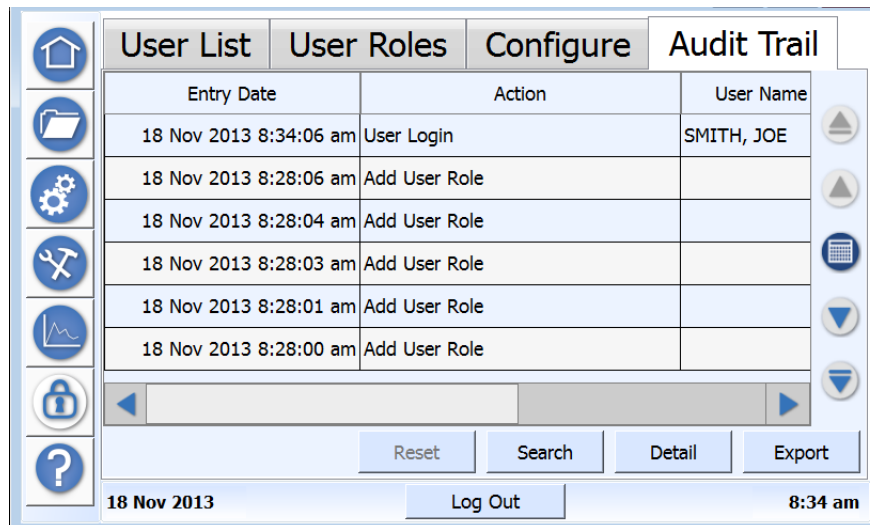 User List User Roles Configure Audit Trail
Entry Date Action User Name
18 Nov 2013 8:34:06 am User Login SMITH, JOE
18 Nov 2013 8:28:06 am Add User Role
18 Nov 2013 8:28:04 am Add User Role
18 Nov 2013 8:28:03 am Add User Role
18 Nov 2013 8:28:01 am Add User Role
18 Nov 2013 8:28:00 am Add User Role
Reset Search Detail Export
?
18 Nov 2013 Log Out 8:34 am